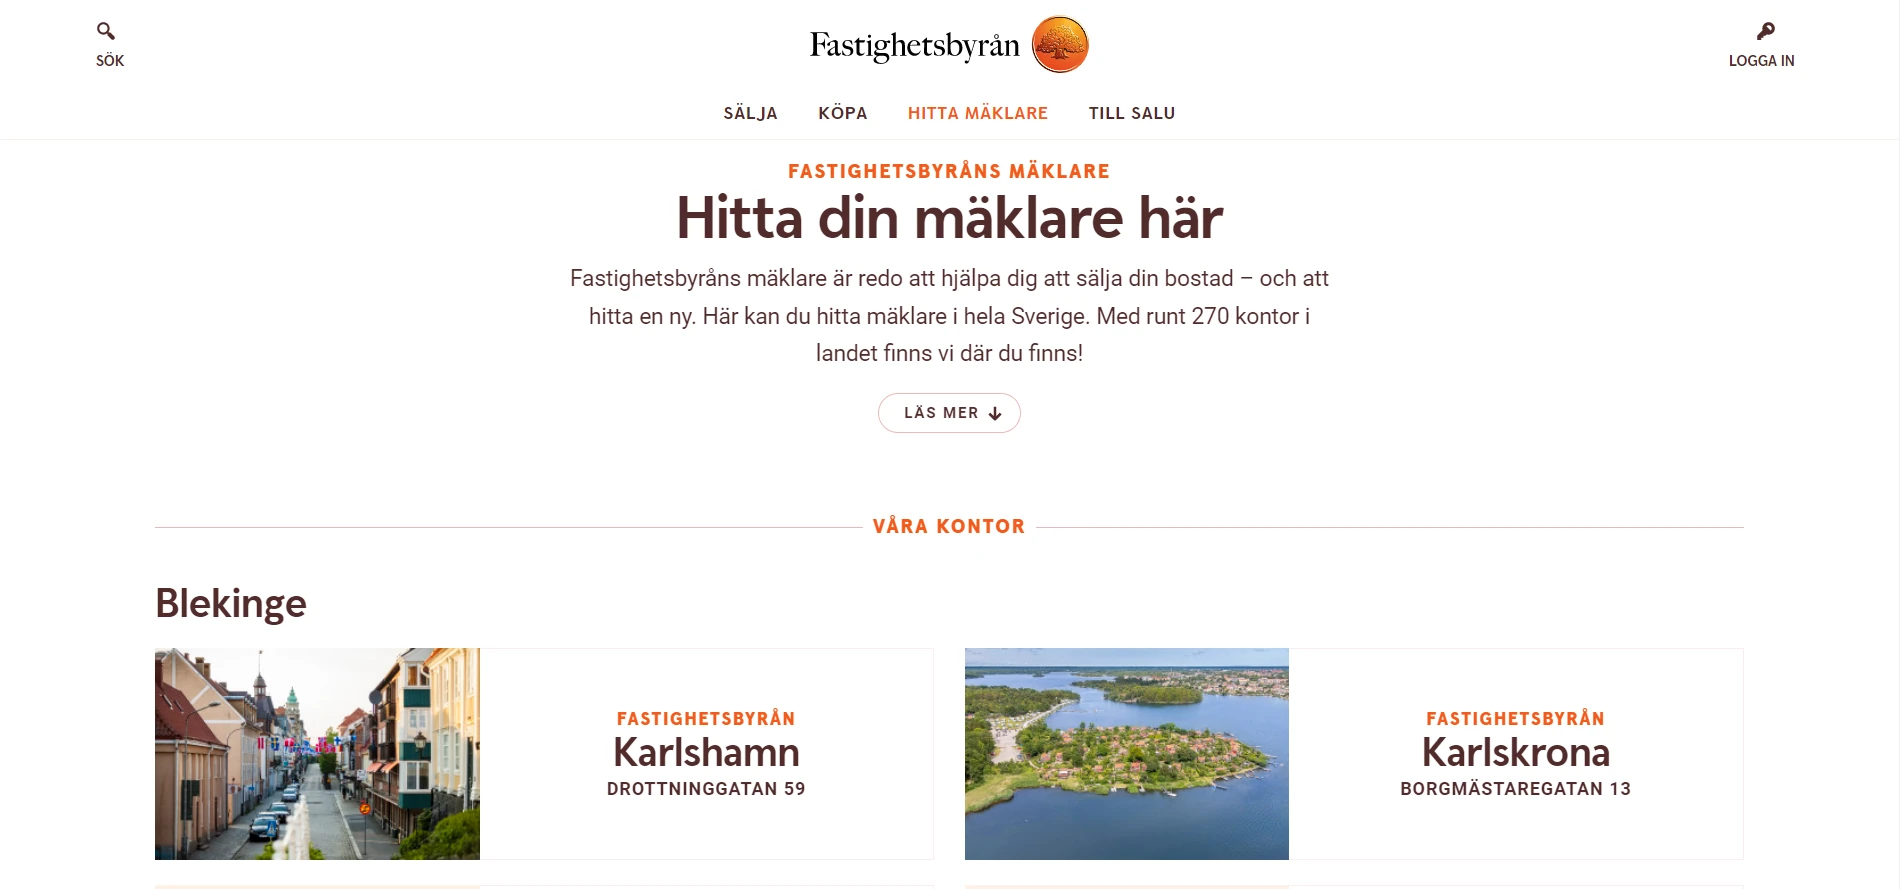 SÖK
Fastighetsbyrån
LOGGA IN
SÄLJA KÖPA HITTA MÄKLARE TILL SALU
FASTIGHETSBYRÅNS MÄKLARE
Hitta din mäklare här
Fastighetsbyråns mäklare är redo att hjälpa dig att sälja din bostad – och att
hitta en ny. Här kan du hitta mäklare i hela Sverige. Med runt 270 kontor i
landet finns vi där du finns!
LÄS MER
VÅRA KONTOR
Blekinge
FASTIGHETSBYRÅN
Karlshamn
DROTTNINGGATAN 59
FASTIGHETSBYRÅN
Karlskrona
BORGMÄSTAREGATAN 13